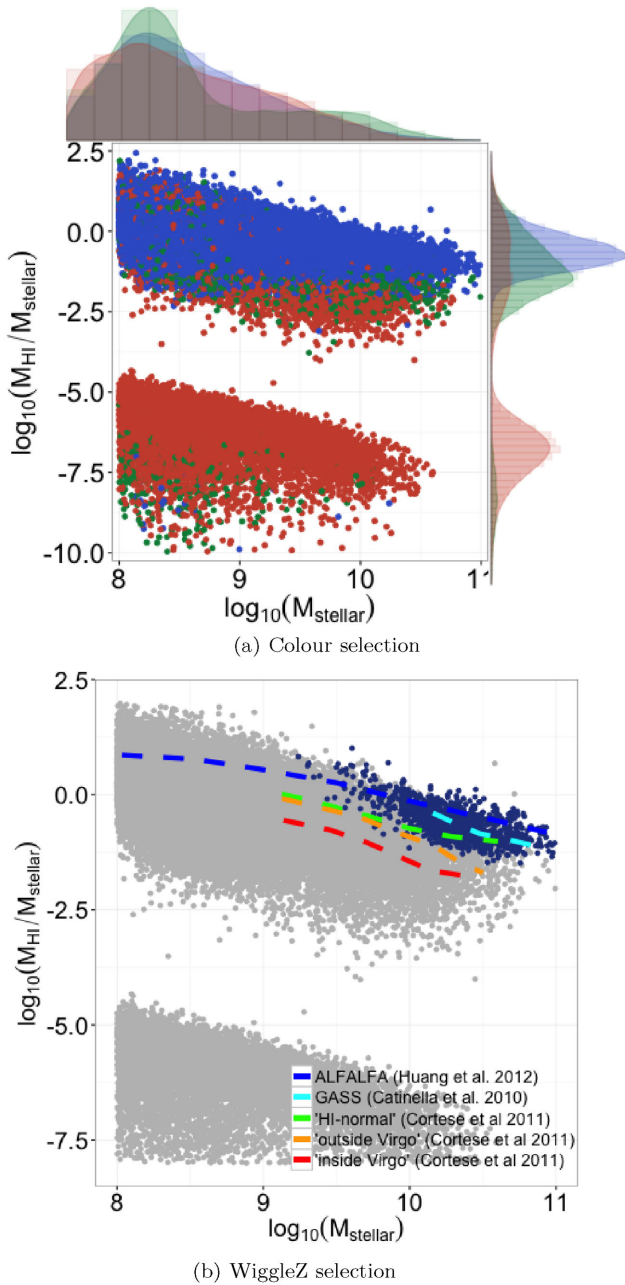 2.5
0.0
-2.5
-5.0
-7.5
-10.0
log10(MHI/Mstellar)
8 9 10 1
log10(Mstellar)
(a) Colour selection
2.5
0.0
-2.5
-5.0
-7.5
log10(MHI/Mstellar)
ALFALFA (Huang et al. 2012)
GASS (Catinella et al. 2010)
'HI-normal' (Cortese et al 2011)
'outside Virgo' (Cortese et al 2011)
'inside Virgo' (Cortese et al 2011)
8 9 10 11
log10(Mstellar)
(b) WiggleZ selection